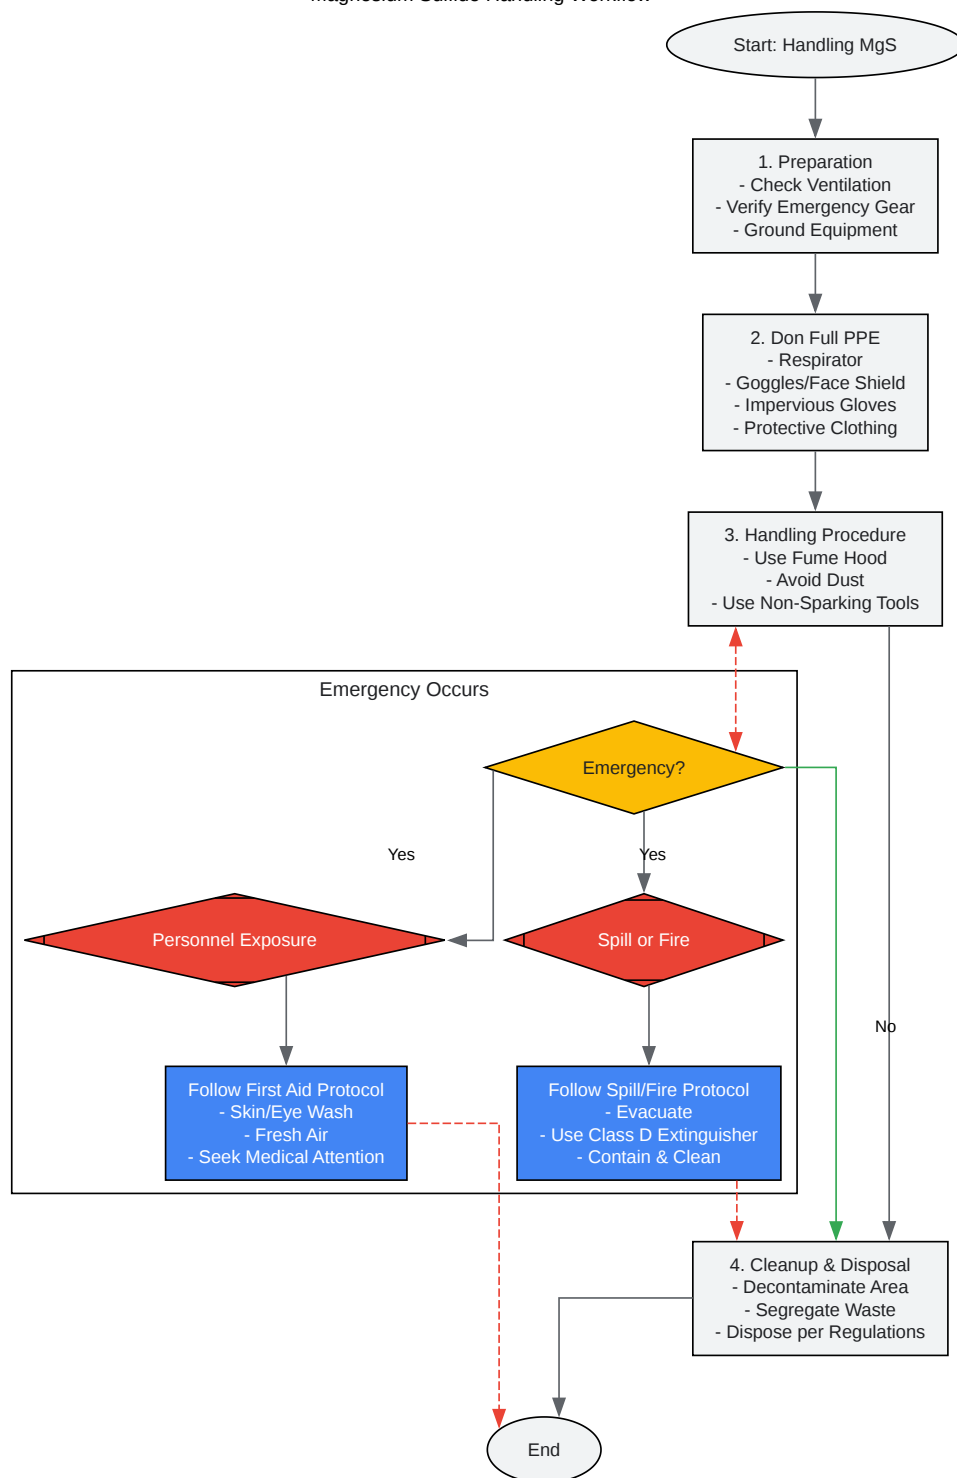 Magnesium Sulfide Handling Workflow
Start: Handling MgS
1. Preparation
- Check Ventilation
- Verify Emergency Gear
- Ground Equipment
2. Don Full PPE
- Respirator
- Goggles/Face Shield
- Impervious Gloves
- Protective Clothing
3. Handling Procedure
- Use Fume Hood
- Avoid Dust
- Use Non-Sparking Tools
Emergency Occurs
Emergency?
Yes
Yes
Personnel Exposure
Spill or Fire
No
Follow First Aid Protocol
- Skin/Eye Wash
- Fresh Air
- Seek Medical Attention
Follow Spill/Fire Protocol
- Evacuate
- Use Class D Extinguisher
- Contain & Clean
4. Cleanup & Disposal
- Decontaminate Area
- Segregate Waste
- Dispose per Regulations
End